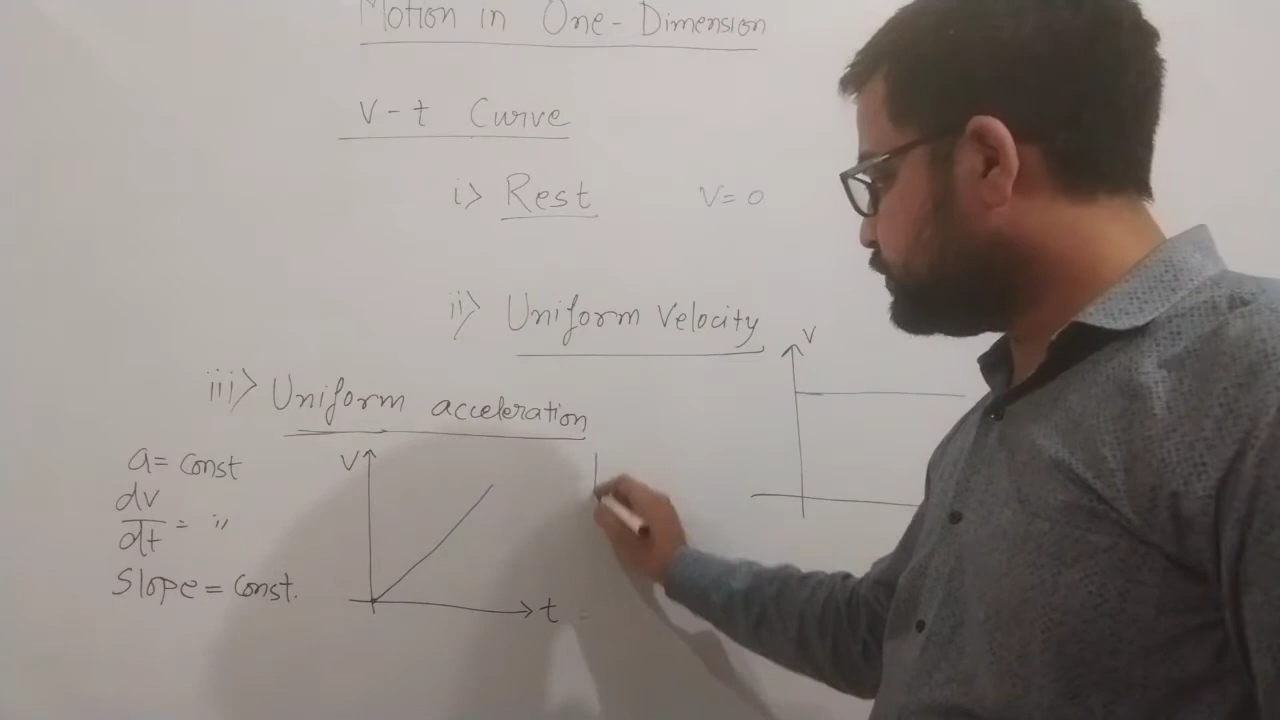 Motion in One-Dimension
v-t Curve
i> Rest v=0
ii> Uniform Velocity
v
iii> Uniform acceleration
a= Const
dv
dt = "
Slope = Const.
v
t